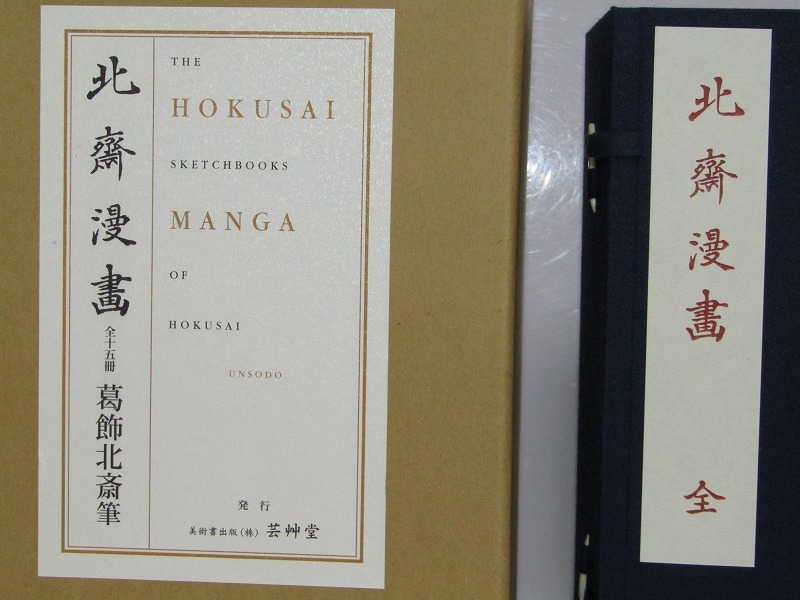 北齋漫畫
全十五冊
葛飾北斎筆
THE
HOKUSAI
SKETCHBOOKS
MANGA
OF
HOKUSAI
UNSODO
発行
美術書出版(株) 芸艸堂
北齋漫畫 全